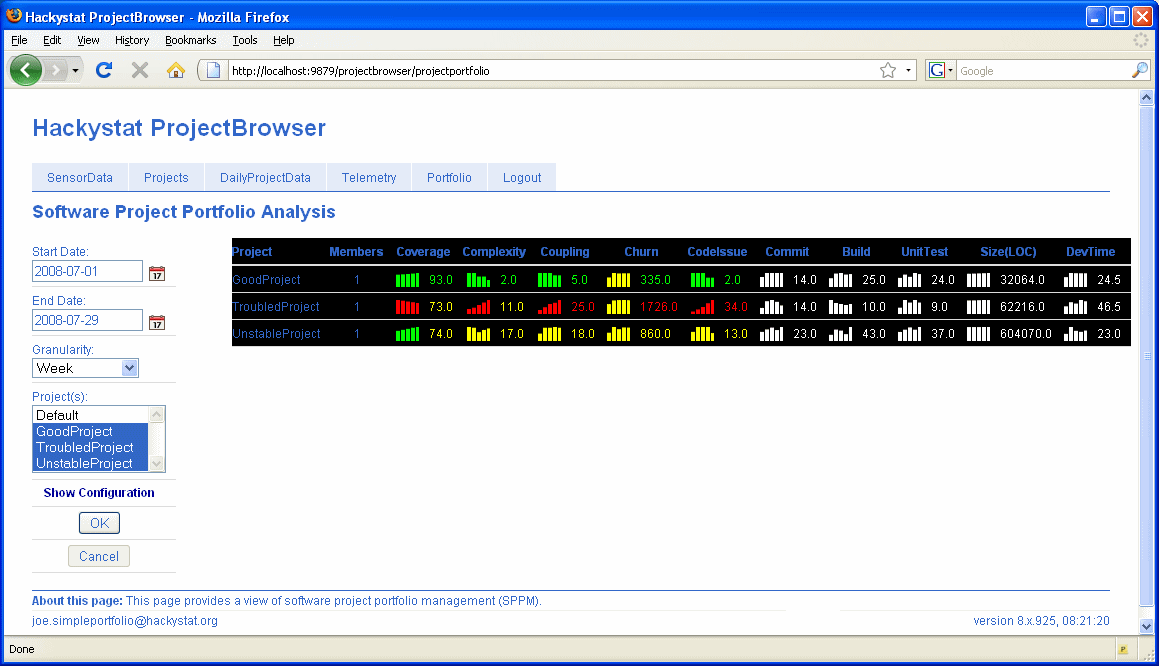 Hackystat ProjectBrowser - Mozilla Firefox
File Edit View History Bookmarks Tools Help
http://localhost:9879/projectbrowser/projectportfolio G Google
Hackystat ProjectBrowser
SensorData Projects DailyProjectData Telemetry Portfolio Logout
Software Project Portfolio Analysis
Start Date:
2008-07-01 17
End Date:
2008-07-29 17
Granularity:
Week
Project(s):
Default
GoodProject
TroubledProject
UnstableProject
Show Configuration
OK
Cancel
Project Members Coverage Complexity Coupling Churn CodeIssue Commit Build UnitTest Size(LOC) DevTime
GoodProject 1 93.0 2.0 5.0 335.0 2.0 14.0 25.0 24.0 32064.0 24.5
TroubledProject 1 73.0 11.0 25.0 1726.0 34.0 14.0 10.0 9.0 62216.0 46.5
UnstableProject 1 74.0 17.0 18.0 860.0 13.0 23.0 43.0 37.0 604070.0 23.0
About this page: This page provides a view of software project portfolio management (SPPM).
joe.simpleportfolio@hackystat.org version 8.x.925, 08:21:20
Done